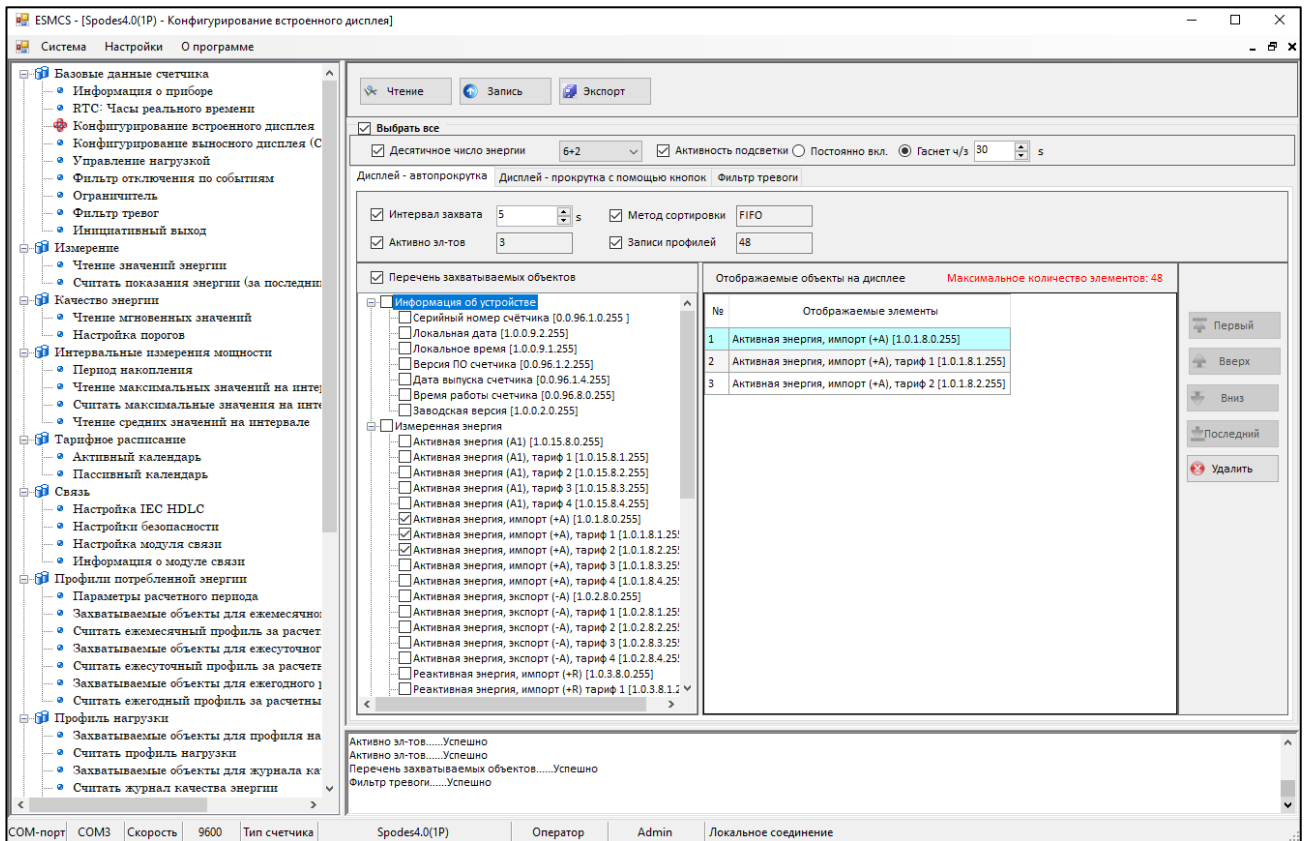 ESMCS - [Spodes4.0(1P) - Конфигурирование встроенного дисплея]
Система Настройки О программе
Базовые данные счетчика
Информация о приборе
RTC: Часы реального времени
Конфигурирование встроенного дисплея
Конфигурирование выносного дисплея (С
Управление нагрузкой
Фильтр отключения по событиям
Ограничитель
Фильтр тревог
Инициативный выход
Измерение
Чтение значений энергии
Считать показания энергии (за последни
Качество энергии
Чтение мгновенных значений
Настройка порогов
Интервальные измерения мощности
Период накопления
Чтение максимальных значений на инте
Считать максимальные значения на инте
Чтение средних значений на интервале
Тарифное расписание
Активный календарь
Пассивный календарь
Связь
Настройка IEC HDLC
Настройки безопасности
Настройка модуля связи
Информация о модуле связи
Профили потребленной энергии
Параметры расчетного периода
Захватываемые объекты для ежемесячно
Считать ежемесячный профиль за расчет
Захватываемые объекты для ежесуточног
Считать ежесуточный профиль за расчетн
Захватываемые объекты для ежегодного
Считать ежегодный профиль за расчетны
Профиль нагрузки
Захватываемые объекты для профиля на
Считать профиль нагрузки
Захватываемые объекты для журнала ка
Считать журнал качества энергии
Чтение Запись Экспорт
Выбрать все
Десятичное число энергии 6+2 Активность подсветки Постоянно вкл. Гаснет ч/з 30 s
Дисплей - автопрокрутка Дисплей - прокрутка с помощью кнопок Фильтр тревоги
Интервал захвата 5 s Метод сортировки FIFO
Активно эл-тов 3 Записи профилей 48
Перечень захватываемых объектов
Информация об устройстве
Серийный номер счётчика [0.0.96.1.0.255 ]
Локальная дата [1.0.0.9.2.255]
Локальное время [1.0.0.9.1.255]
Версия ПО счетчика [0.0.96.1.2.255]
Дата выпуска счетчика [0.0.96.1.4.255]
Время работы счетчика [0.0.96.8.0.255]
Заводская версия [1.0.0.2.0.255]
Измеренная энергия
Активная энергия (A1) [1.0.15.8.0.255]
Активная энергия (A1), тариф 1 [1.0.15.8.1.255]
Активная энергия (A1), тариф 2 [1.0.15.8.2.255]
Активная энергия (A1), тариф 3 [1.0.15.8.3.255]
Активная энергия (A1), тариф 4 [1.0.15.8.4.255]
Активная энергия, импорт (+A) [1.0.1.8.0.255]
Активная энергия, импорт (+A), тариф 1 [1.0.1.8.1.25
Активная энергия, импорт (+A), тариф 2 [1.0.1.8.2.25
Активная энергия, импорт (+A), тариф 3 [1.0.1.8.3.25
Активная энергия, импорт (+A), тариф 4 [1.0.1.8.4.25
Активная энергия, экспорт (-A) [1.0.2.8.0.255]
Активная энергия, экспорт (-A), тариф 1 [1.0.2.8.1.25
Активная энергия, экспорт (-A), тариф 2 [1.0.2.8.2.25
Активная энергия, экспорт (-A), тариф 3 [1.0.2.8.3.25
Активная энергия, экспорт (-A), тариф 4 [1.0.2.8.4.25
Реактивная энергия, импорт (+R) [1.0.3.8.0.255]
Реактивная энергия, импорт (+R) тариф 1 [1.0.3.8.1.2
Отображаемые объекты на дисплее Максимальное количество элементов: 48
№ Отображаемые элементы
1 Активная энергия, импорт (+A) [1.0.1.8.0.255]
2 Активная энергия, импорт (+A), тариф 1 [1.0.1.8.1.255]
3 Активная энергия, импорт (+A), тариф 2 [1.0.1.8.2.255]
Первый
Вверх
Вниз
Последний
Удалить
Активно эл-тов......Успешно
Активно эл-тов......Успешно
Перечень захватываемых объектов......Успешно
Фильтр тревоги......Успешно
COM-порт COM3 Скорость 9600 Тип счетчика Spodes4.0(1P) Оператор Admin Локальное соединение